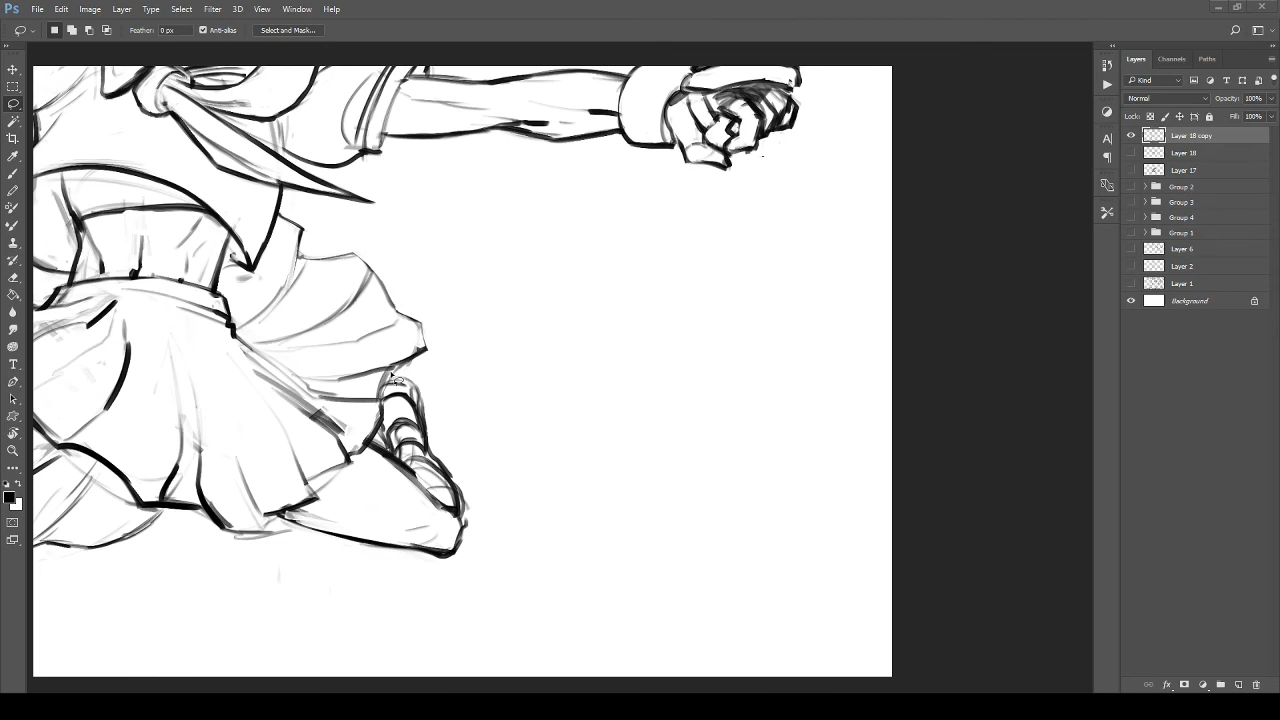 Ps File Edit Image Layer Type Select Filter 3D View Window Help
Feather: 0 px Anti-alias Select and Mask...
Layers Channels Paths
Kind
Normal Opacity: 100%
Lock: Fill: 100%
Layer 18 copy
Layer 18
Layer 17
Group 2
Group 3
Group 4
Group 1
Layer 6
Layer 2
Layer 1
Background
fx